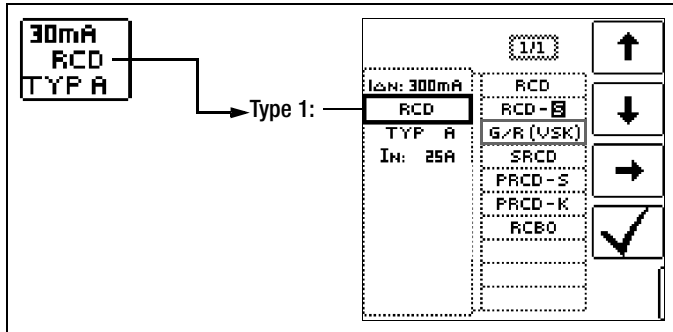 30mA
RCD
TYP A
Type 1:
1/1
I∆N: 300mA
RCD
TYP A
IN: 25A
RCD
RCD-S
G/R (VSK)
SRCD
PRCD-S
PRCD-K
RCBO